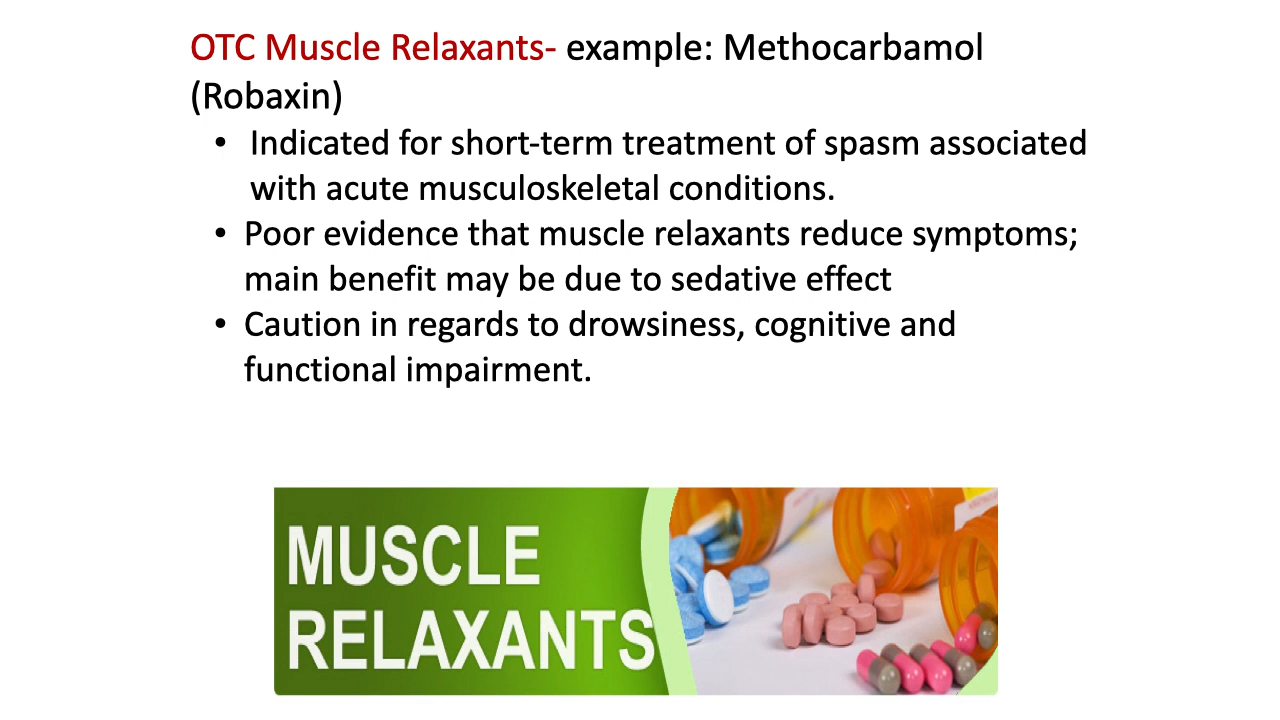 OTC Muscle Relaxants- example: Methocarbamol
(Robaxin)
• Indicated for short-term treatment of spasm associated
with acute musculoskeletal conditions.
• Poor evidence that muscle relaxants reduce symptoms;
main benefit may be due to sedative effect
• Caution in regards to drowsiness, cognitive and
functional impairment.
MUSCLE
RELAXANTS